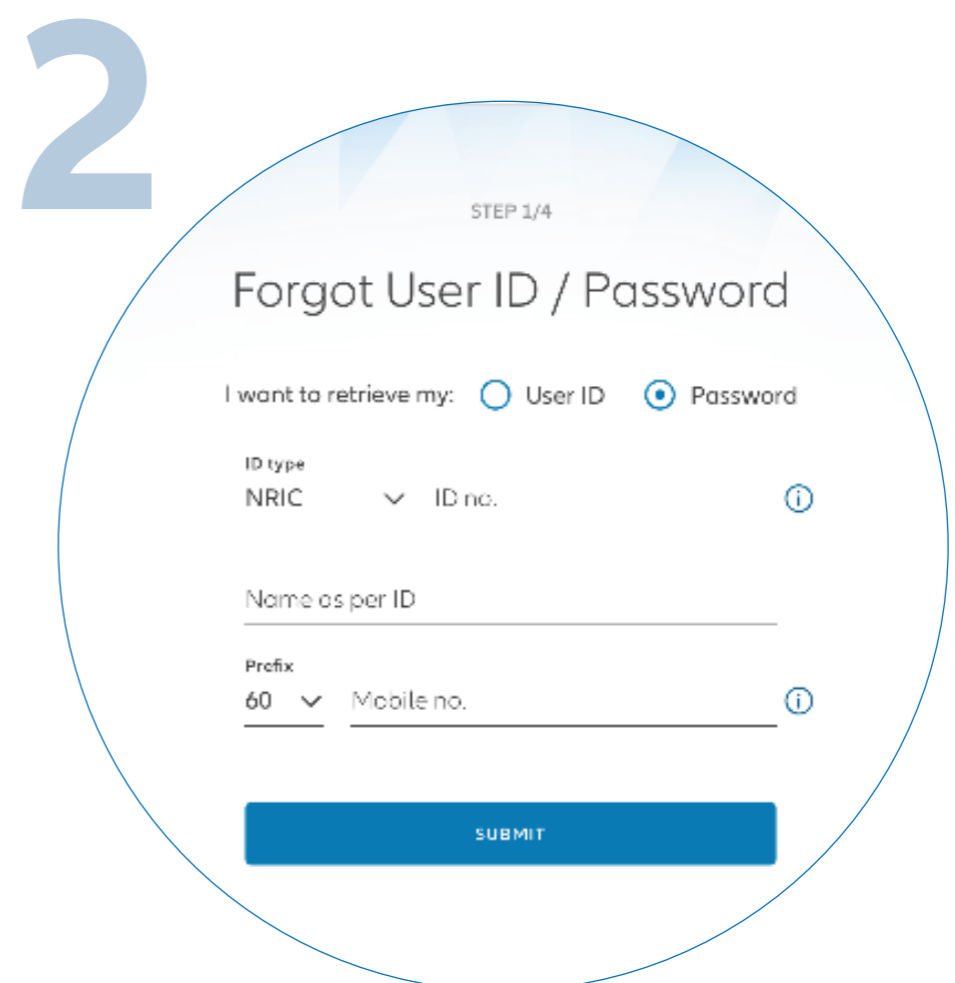 2
STEP 1/4
Forgot User ID / Password
I want to retrieve my: User ID Password
ID type
NRIC ID no.
Name as per ID
Prefix
60 Mobile no.
SUBMIT